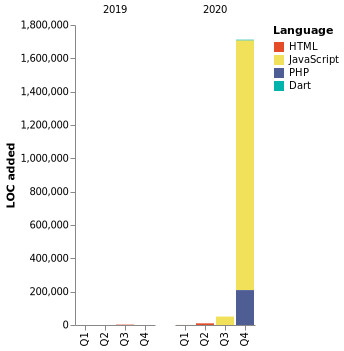 2019
2020
Language
HTML
JavaScript
PHP
Dart
LOC added
1,800,000
1,600,000
1,400,000
1,200,000
1,000,000
800,000
600,000
400,000
200,000
0
Q1
Q2
Q3
Q4
Q1
Q2
Q3
Q4